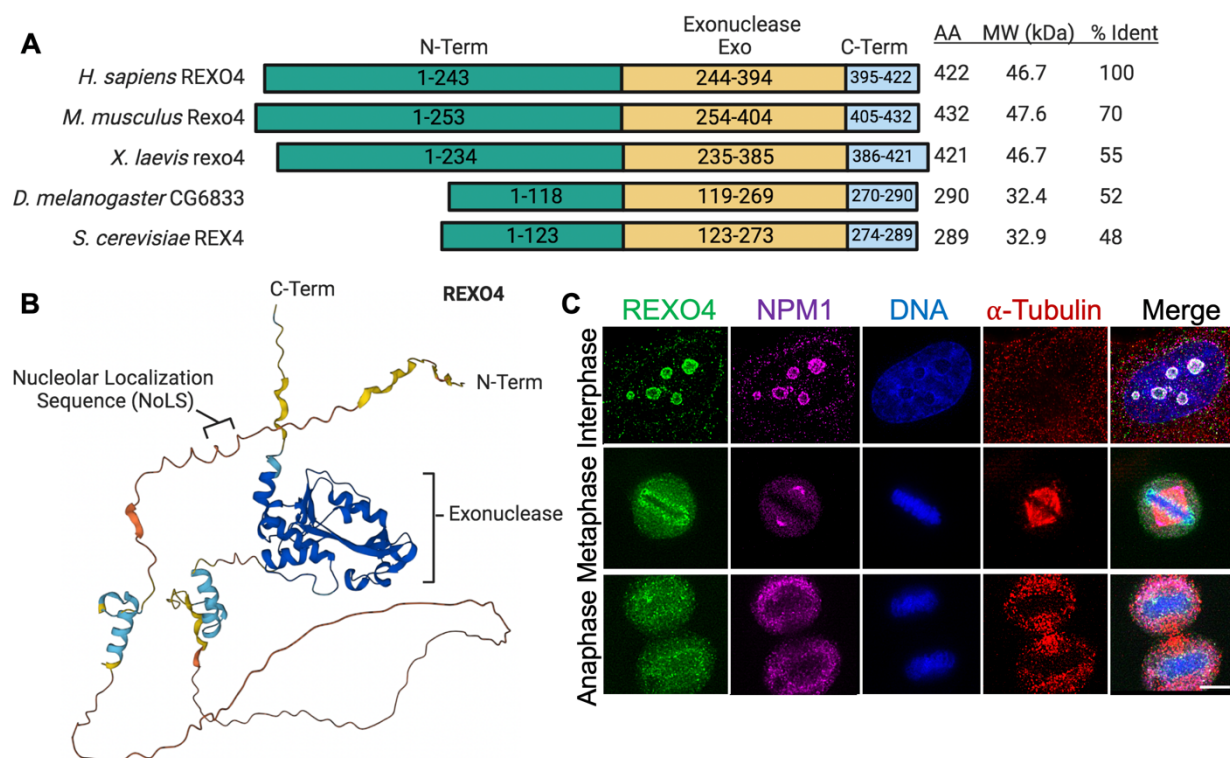 A
N-Term
Exonuclease
Exo
C-Term
AA MW (kDa) % Ident
H. sapiens REXO4 1-243 244-394 395-422 422 46.7 100
M. musculus Rexo4 1-253 254-404 405-432 432 47.6 70
X. laevis rexo4 1-234 235-385 386-421 421 46.7 55
D. melanogaster CG6833 1-118 119-269 270-290 290 32.4 52
S. cerevisiae REX4 1-123 123-273 274-289 289 32.9 48
B
C-Term
REXO4
N-Term
Nucleolar Localization
Sequence (NoLS)
Exonuclease
C
REXO4 NPM1 DNA α-Tubulin Merge
Interphase
Metaphase
Anaphase